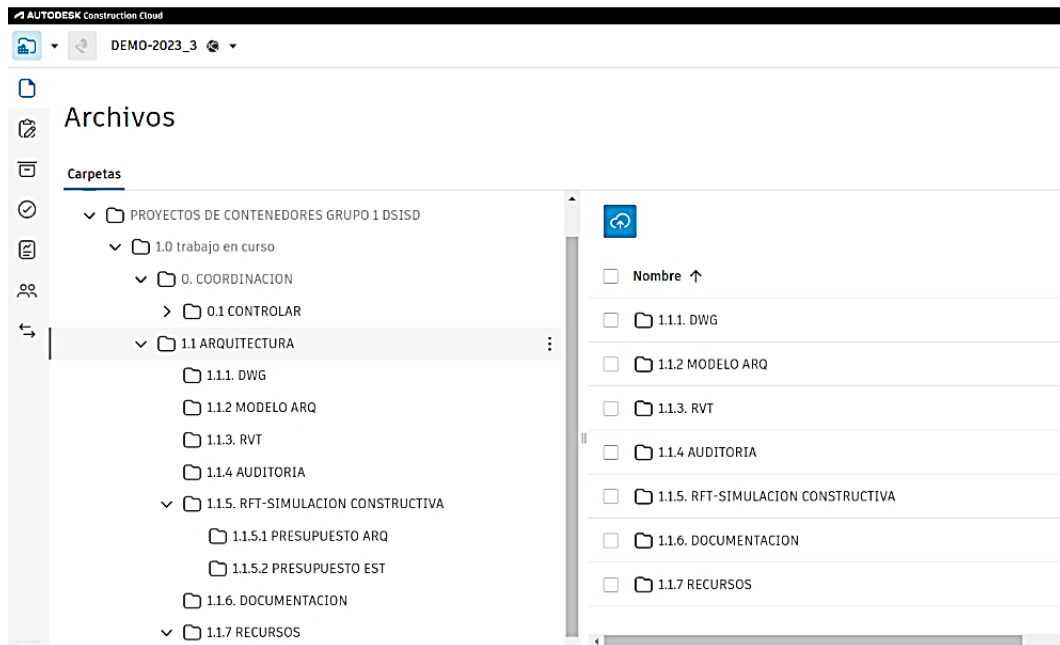 AUTODESK Construction Cloud
DEMO-2023_3
Archivos
Carpetas
PROYECTOS DE CONTENEDORES GRUPO 1 DSISD
1.0 trabajo en curso
0. COORDINACION
0.1 CONTROLAR
1.1 ARQUITECTURA
1.1.1. DWG
1.1.2 MODELO ARQ
1.1.3. RVT
1.1.4 AUDITORIA
1.1.5. RFT-SIMULACION CONSTRUCTIVA
1.1.5.1 PRESUPUESTO ARQ
1.1.5.2 PRESUPUESTO EST
1.1.6. DOCUMENTACION
1.1.7 RECURSOS
Nombre
1.1.1. DWG
1.1.2 MODELO ARQ
1.1.3. RVT
1.1.4 AUDITORIA
1.1.5. RFT-SIMULACION CONSTRUCTIVA
1.1.6. DOCUMENTACION
1.1.7 RECURSOS